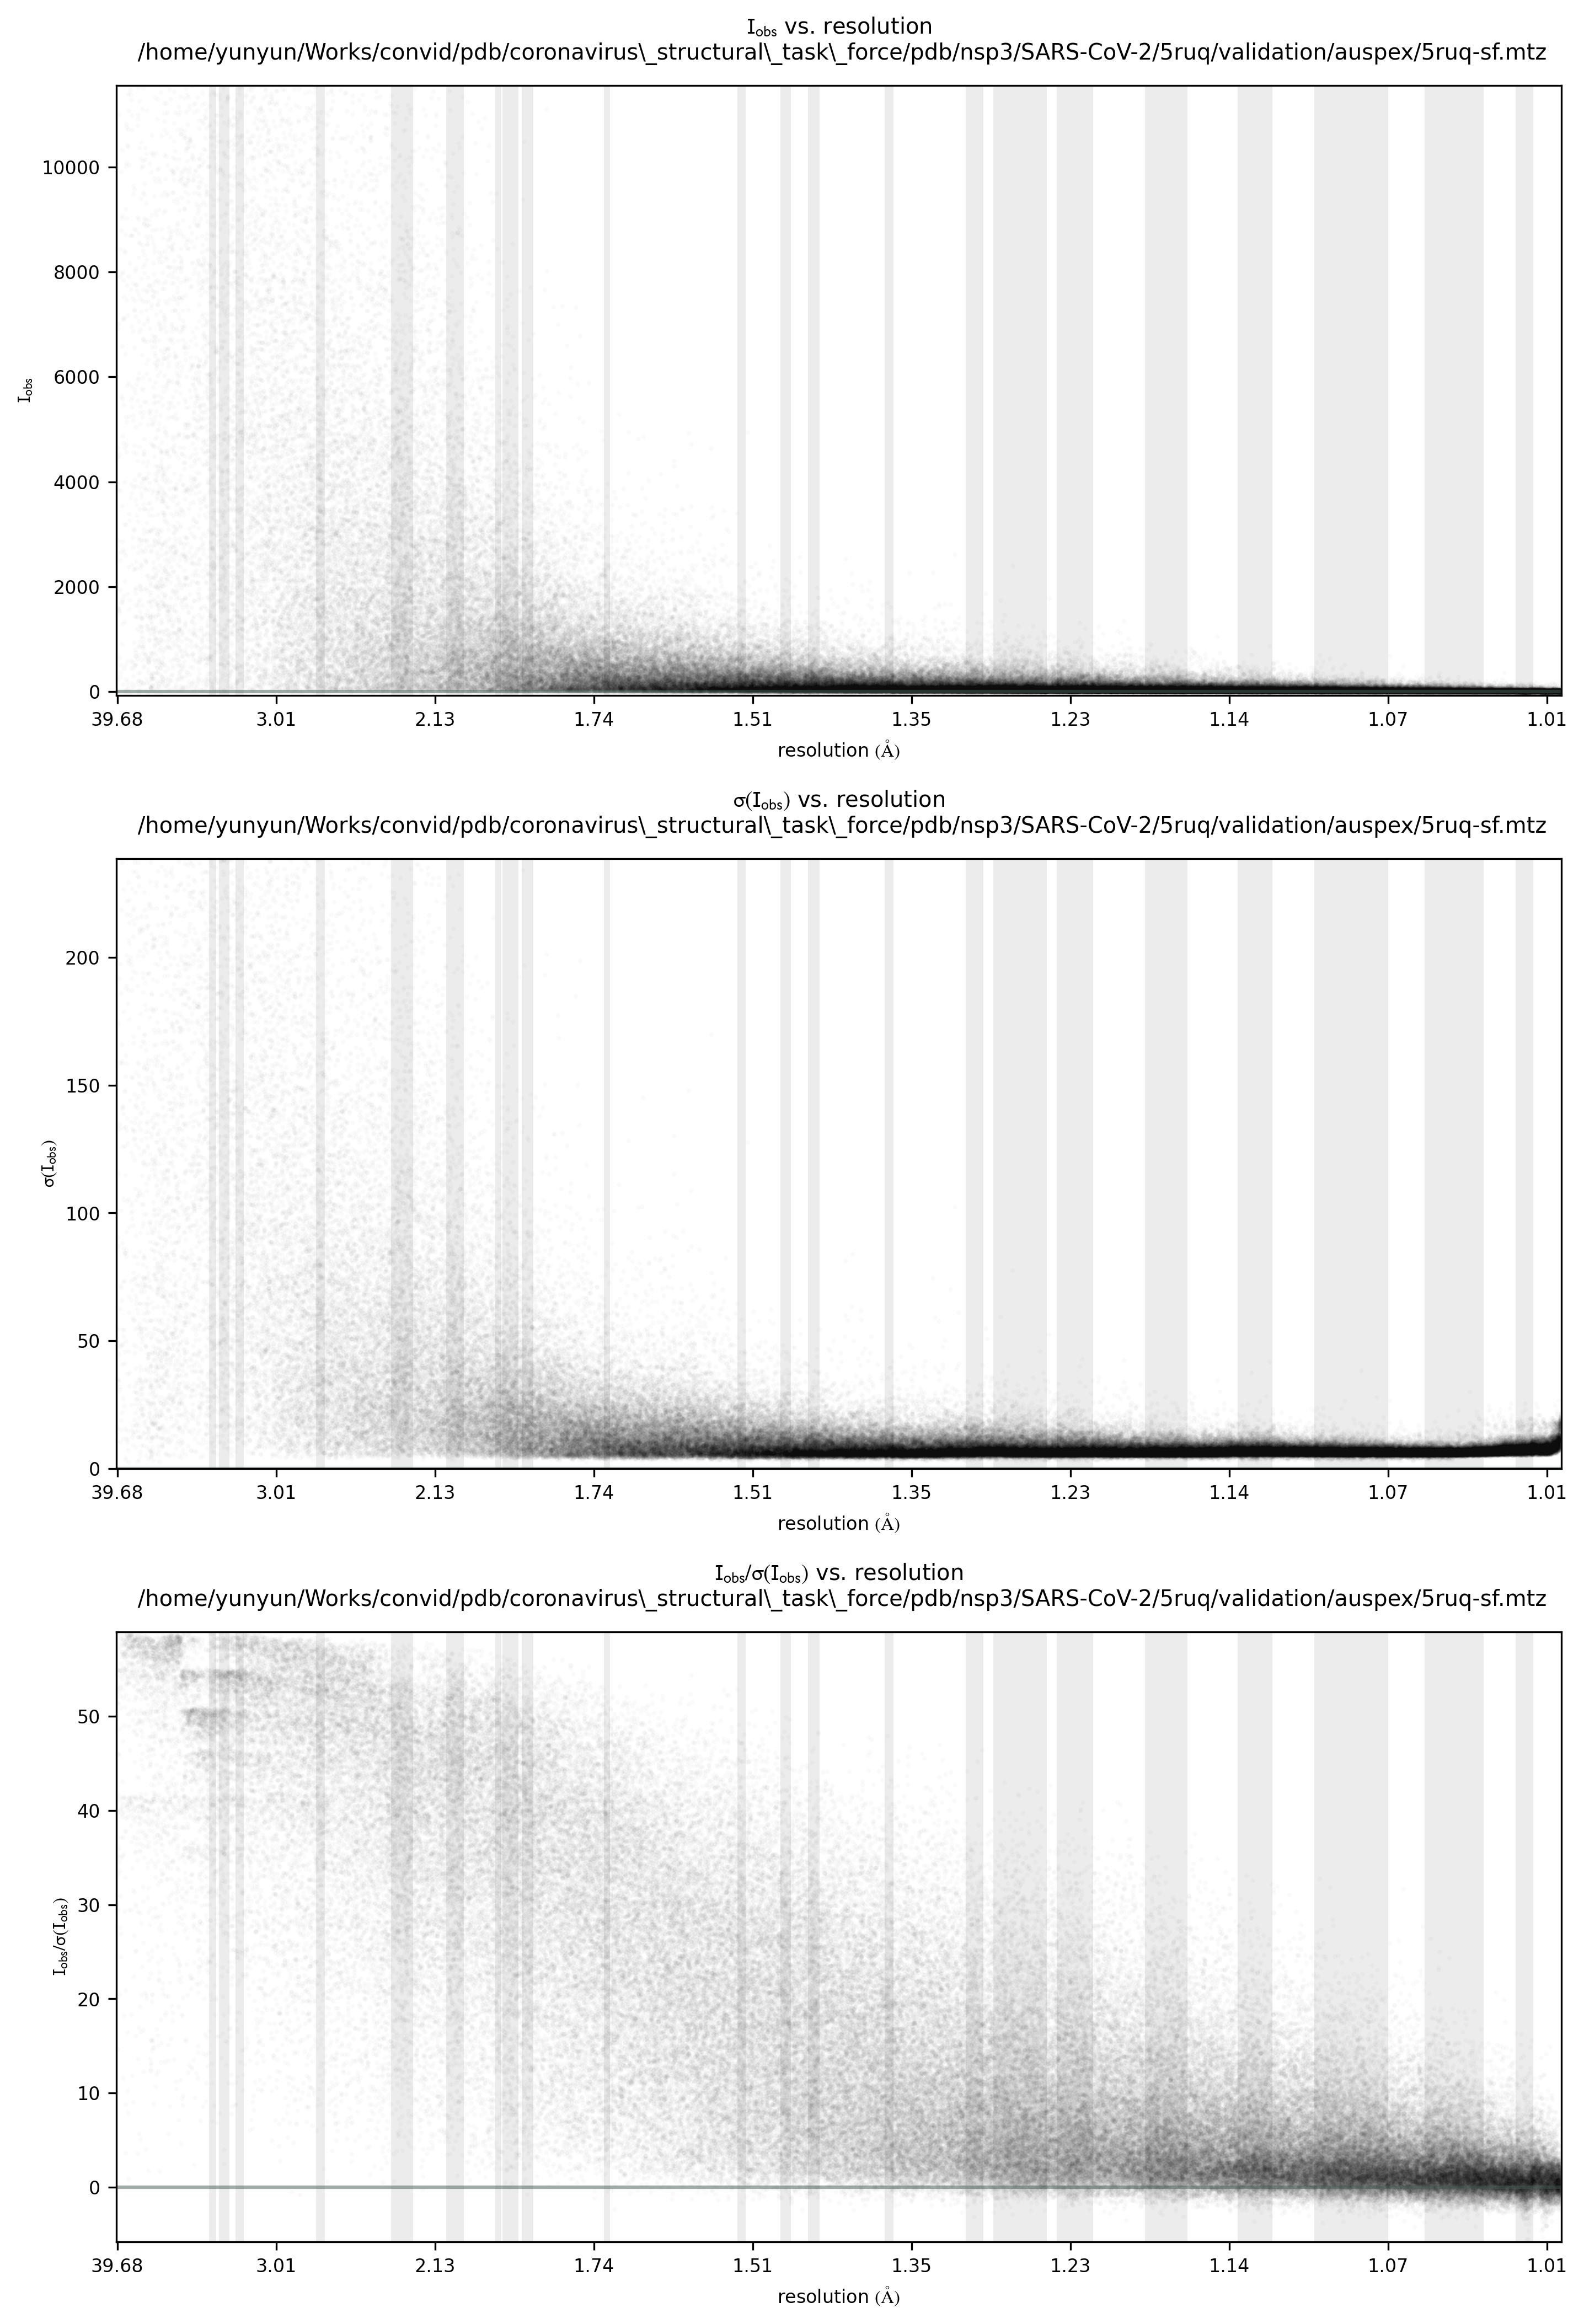 Iobs vs. resolution
/home/yunyun/Works/convid/pdb/coronavirus\_structural\_task\_force/pdb/nsp3/SARS-CoV-2/5ruq/validation/auspex/5ruq-sf.mtz
Iobs
10000
8000
6000
4000
2000
0
39.68 3.01 2.13 1.74 1.51 1.35 1.23 1.14 1.07 1.01
resolution (Å)
σ(Iobs) vs. resolution
/home/yunyun/Works/convid/pdb/coronavirus\_structural\_task\_force/pdb/nsp3/SARS-CoV-2/5ruq/validation/auspex/5ruq-sf.mtz
σ(Iobs)
200
150
100
50
0
39.68 3.01 2.13 1.74 1.51 1.35 1.23 1.14 1.07 1.01
resolution (Å)
Iobs/σ(Iobs) vs. resolution
/home/yunyun/Works/convid/pdb/coronavirus\_structural\_task\_force/pdb/nsp3/SARS-CoV-2/5ruq/validation/auspex/5ruq-sf.mtz
Iobs/σ(Iobs)
50
40
30
20
10
0
39.68 3.01 2.13 1.74 1.51 1.35 1.23 1.14 1.07 1.01
resolution (Å)